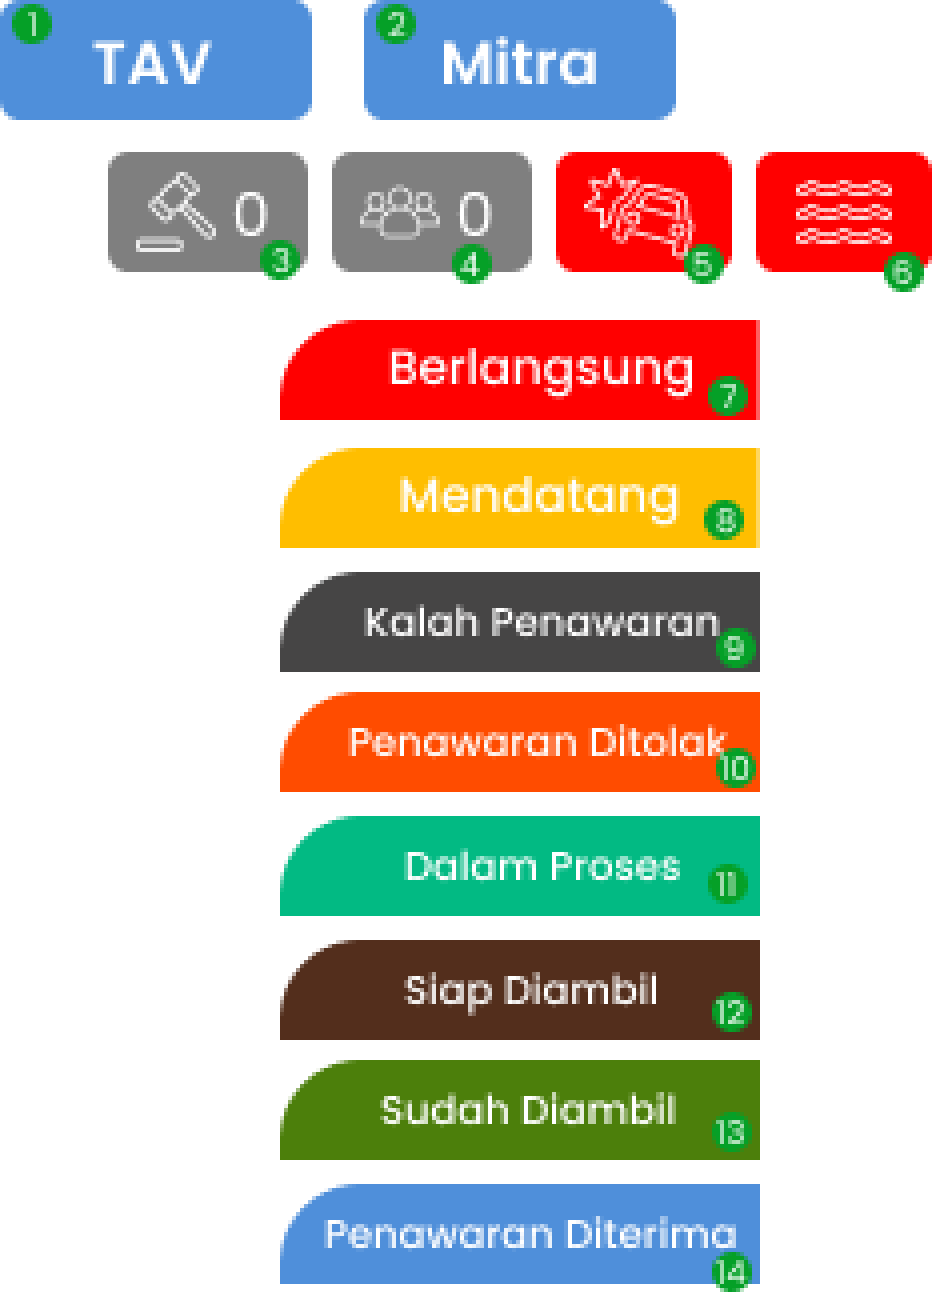 1 TAV
2 Mitra
0 3
0 4
5
6
Berlangsung 7
Mendatang 8
Kalah Penawaran 9
Penawaran Ditolak 10
Dalam Proses 11
Siap Diambil 12
Sudah Diambil 13
Penawaran Diterima 14